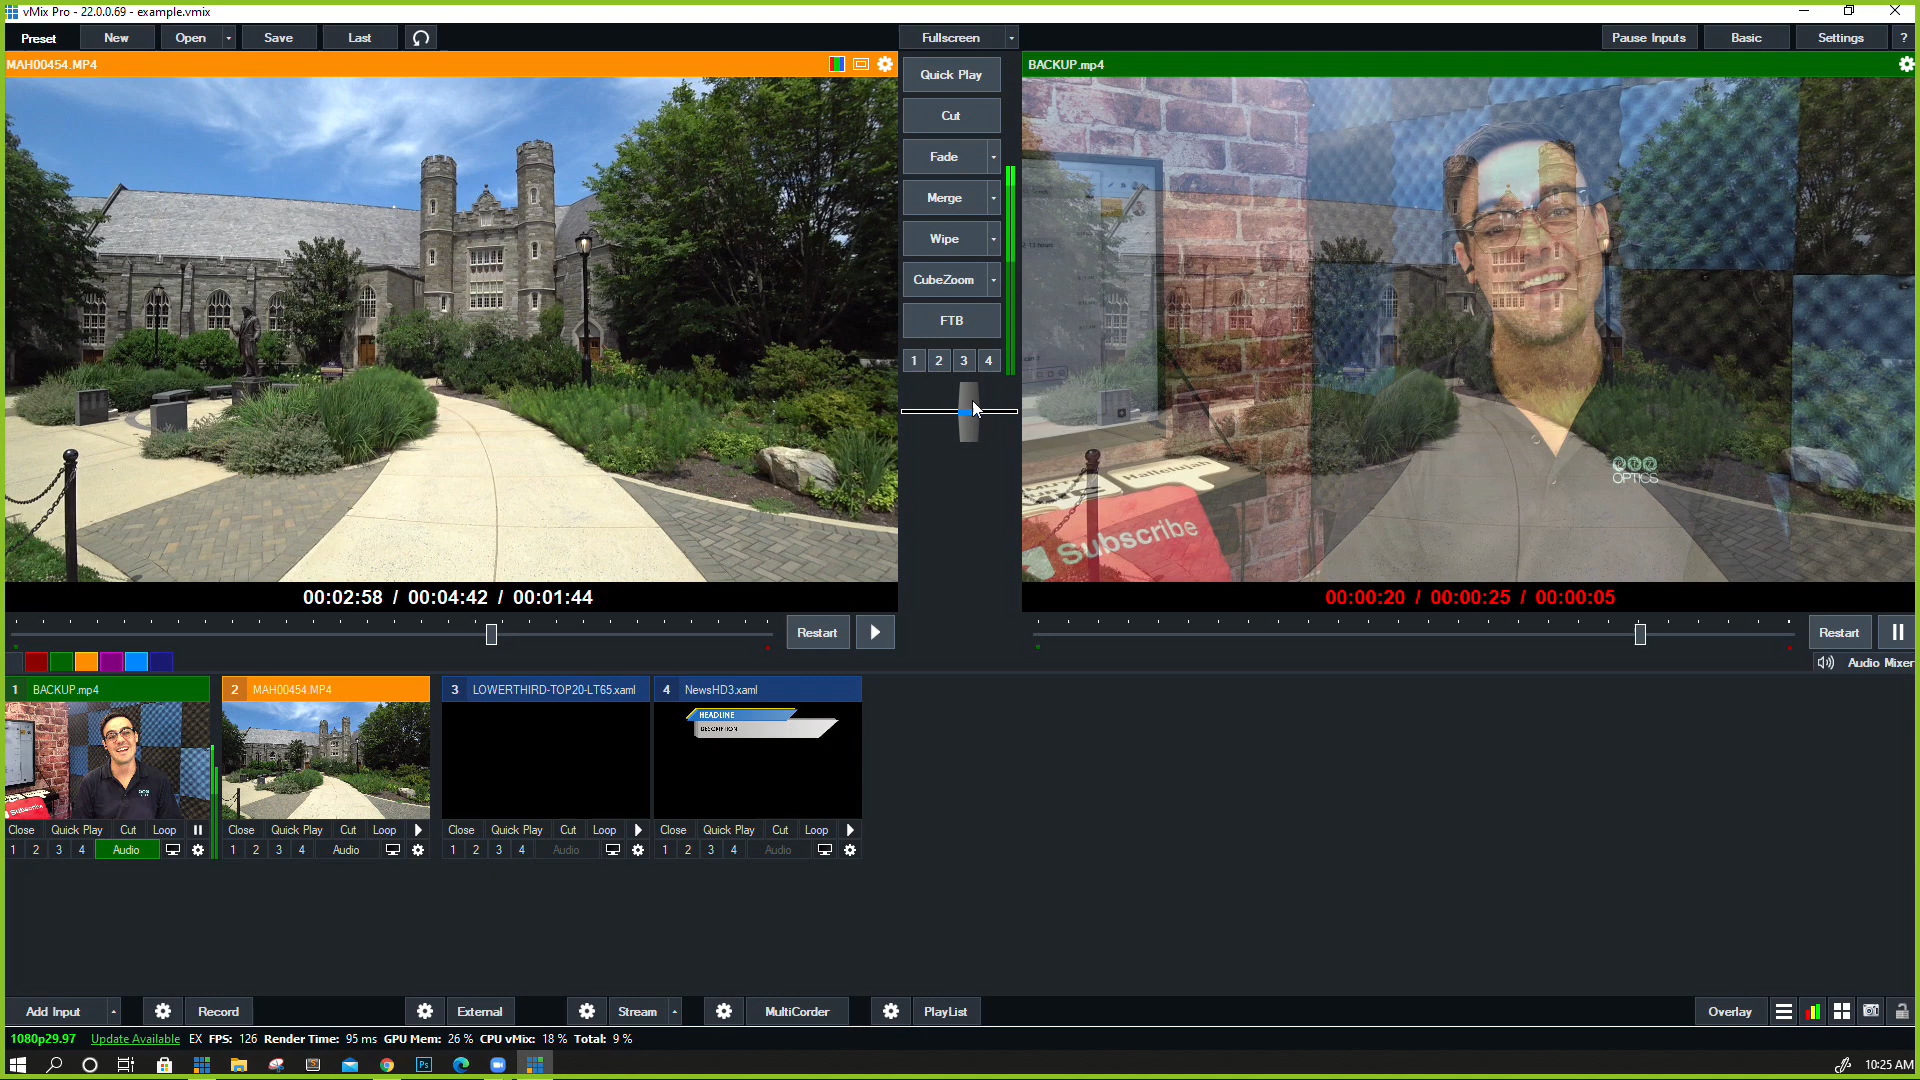 vMix Pro - 22.0.0.69 - example.vmix
Preset
New
Open
Save
Last
Fullscreen
Pause Inputs
Basic
Settings
?
MAH00454.MP4
BACKUP.mp4
Quick Play
Cut
Fade
Merge
Wipe
CubeZoom
FTB
1 2 3 4
Hallelujah
Subscribe
OPTICS
00:02:58 / 00:04:42 / 00:01:44
00:00:20 / 00:00:25 / 00:00:05
Restart
Restart
Audio Mixer
1 BACKUP.mp4
2 MAH00454.MP4
3 LOWERTHIRD-TOP20-LT65.xaml
4 NewsHD3.xaml
HEADLINE
DESCRIPTION
Subscribe
Close Quick Play Cut Loop
Close Quick Play Cut Loop
Close Quick Play Cut Loop
Close Quick Play Cut Loop
1 2 3 4 Audio
1 2 3 4 Audio
1 2 3 4 Audio
1 2 3 4 Audio
Add Input
Record
External
Stream
MultiCorder
PlayList
Overlay
1080p29.97 Update Available EX FPS: 126 Render Time: 95 ms GPU Mem: 26 % CPU vMix: 18 % Total: 9 %
Ps
10:25 AM